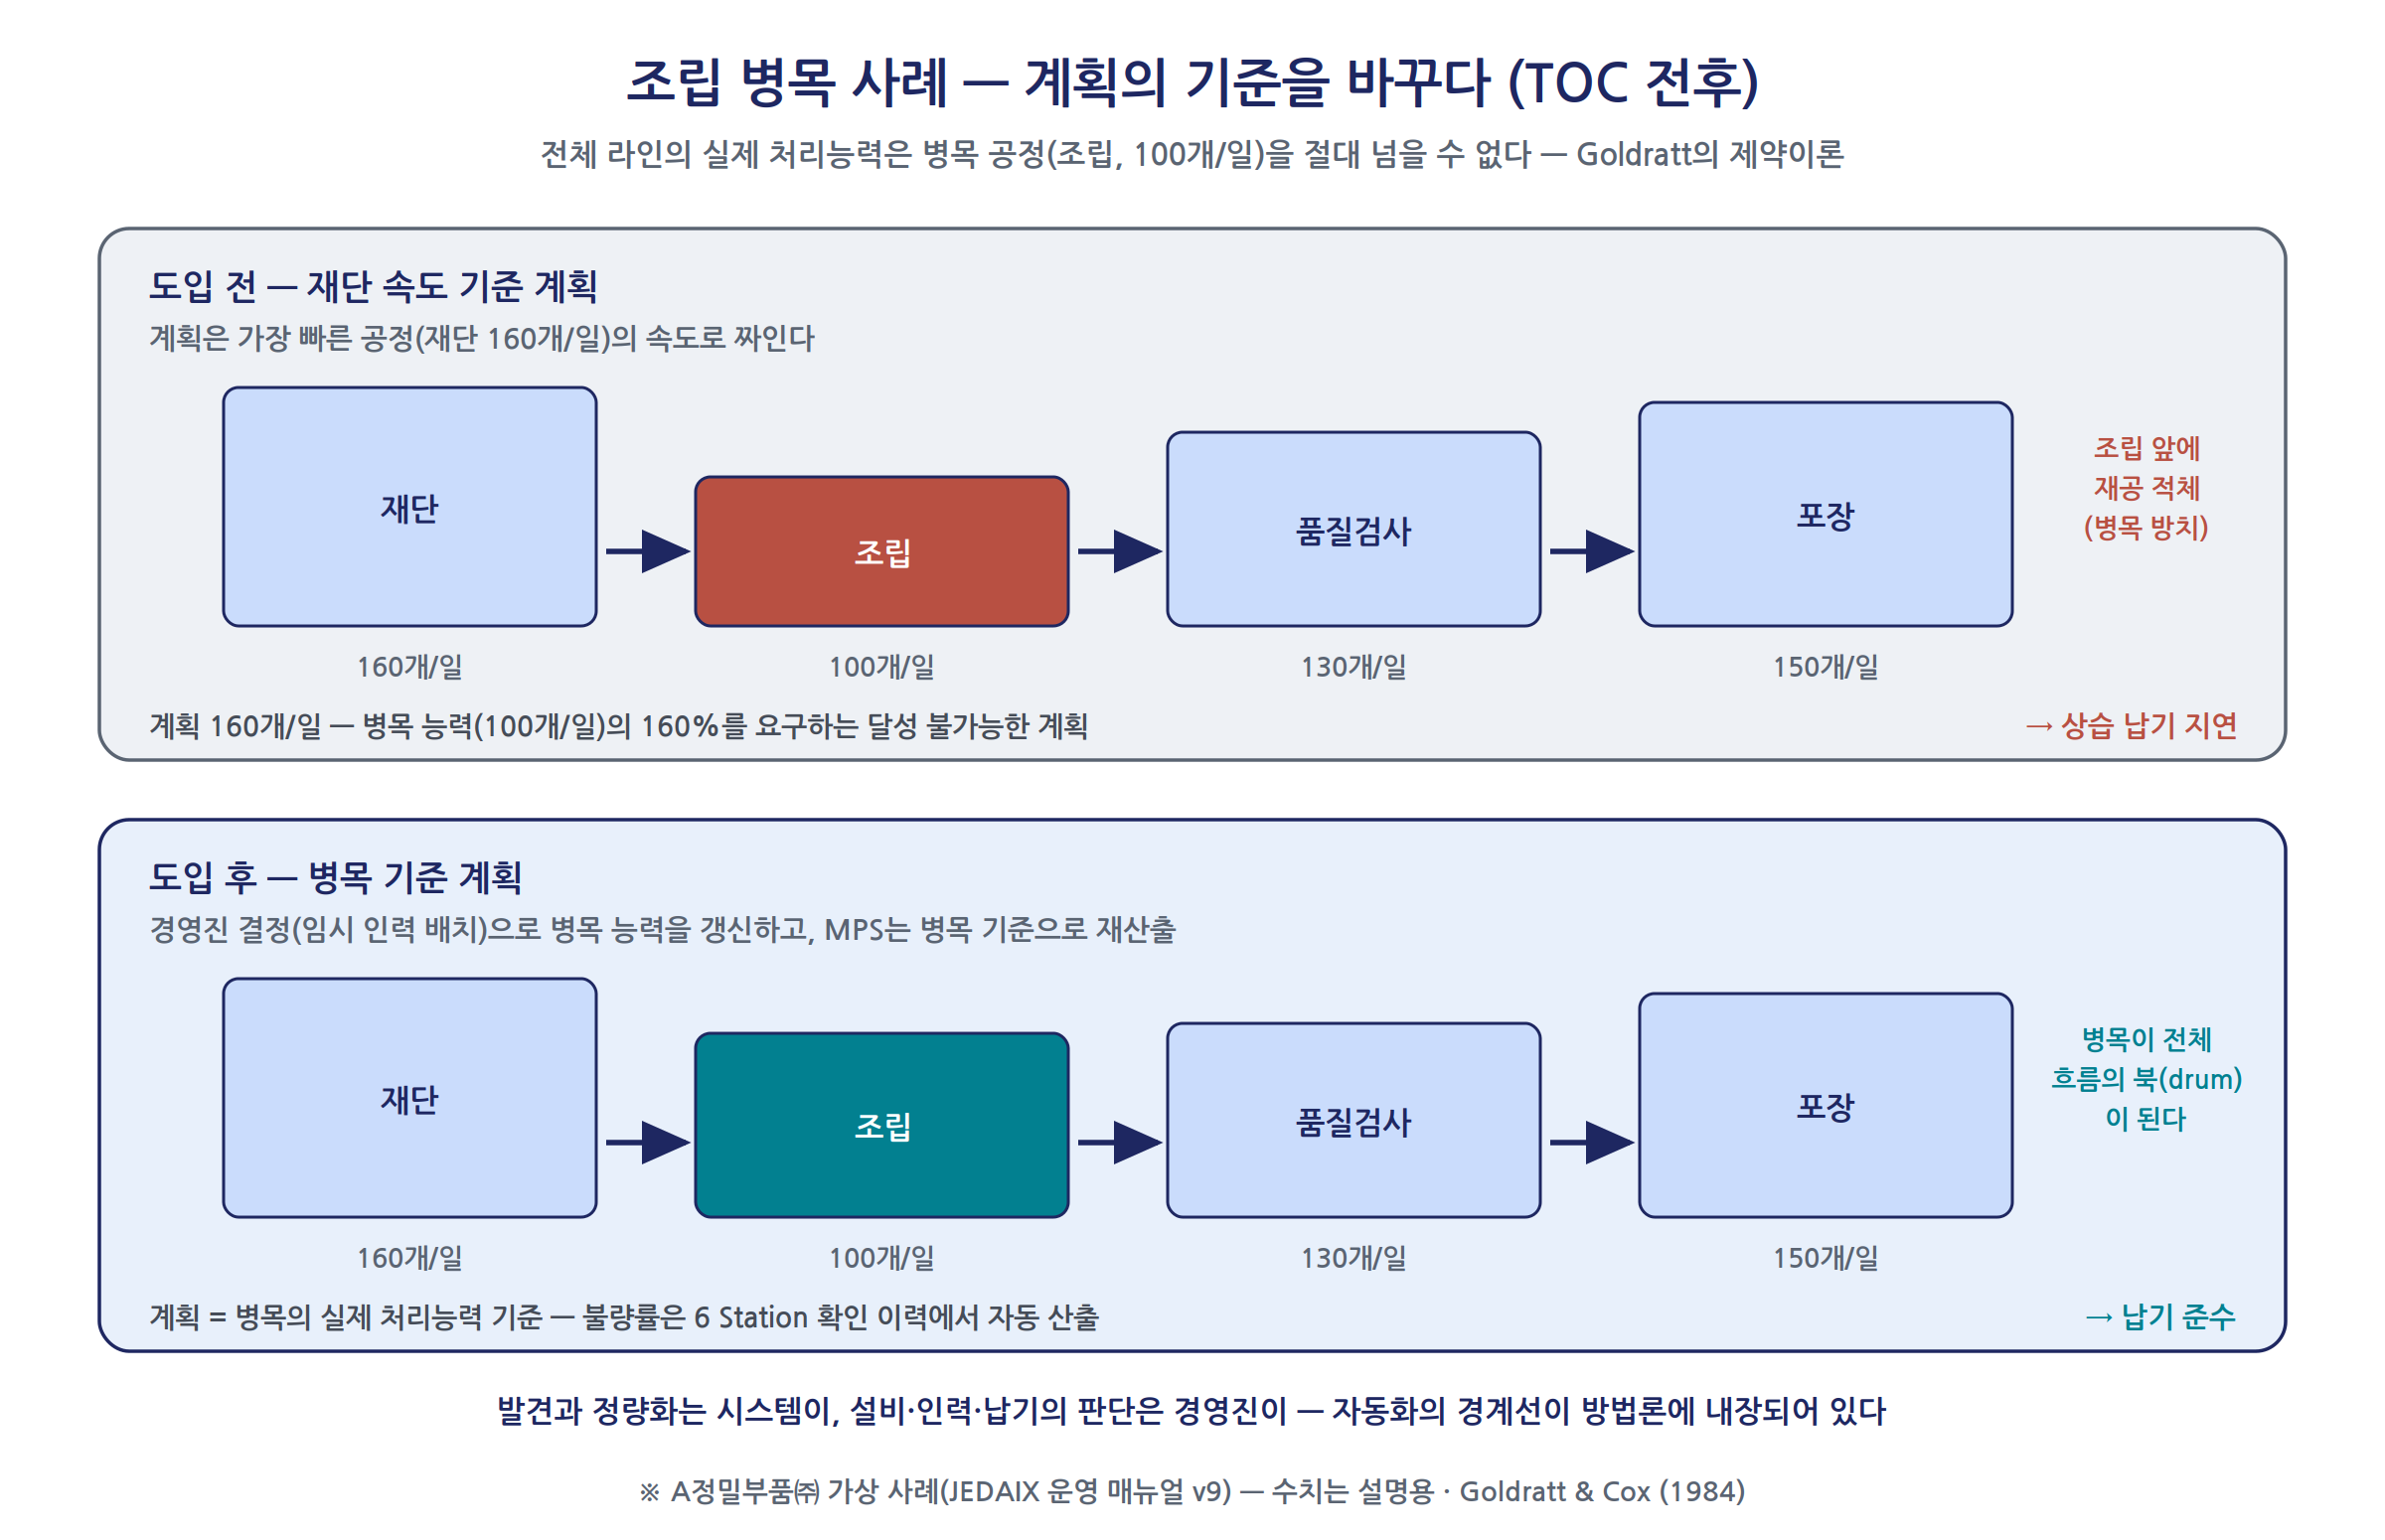 조립 병목 사례 — 계획의 기준을 바꾸다 (TOC 전후)
전체 라인의 실제 처리능력은 병목 공정(조립, 100개/일)을 절대 넘을 수 없다 — Goldratt의 제약이론
도입 전 — 재단 속도 기준 계획
계획은 가장 빠른 공정(재단 160개/일)의 속도로 짜인다
재단
조립
품질검사
포장
조립 앞에
재공 적체
(병목 방치)
160개/일
100개/일
130개/일
150개/일
계획 160개/일 — 병목 능력(100개/일)의 160%를 요구하는 달성 불가능한 계획
→ 상습 납기 지연
도입 후 — 병목 기준 계획
경영진 결정(임시 인력 배치)으로 병목 능력을 갱신하고, MPS는 병목 기준으로 재산출
재단
조립
품질검사
포장
병목이 전체
흐름의 북(drum)
이 된다
160개/일
100개/일
130개/일
150개/일
계획 = 병목의 실제 처리능력 기준 — 불량률은 6 Station 확인 이력에서 자동 산출
→ 납기 준수
발견과 정량화는 시스템이, 설비·인력·납기의 판단은 경영진이 — 자동화의 경계선이 방법론에 내장되어 있다
※ A정밀부품㈜ 가상 사례(JEDAIX 운영 매뉴얼 v9) — 수치는 설명용 · Goldratt & Cox (1984)